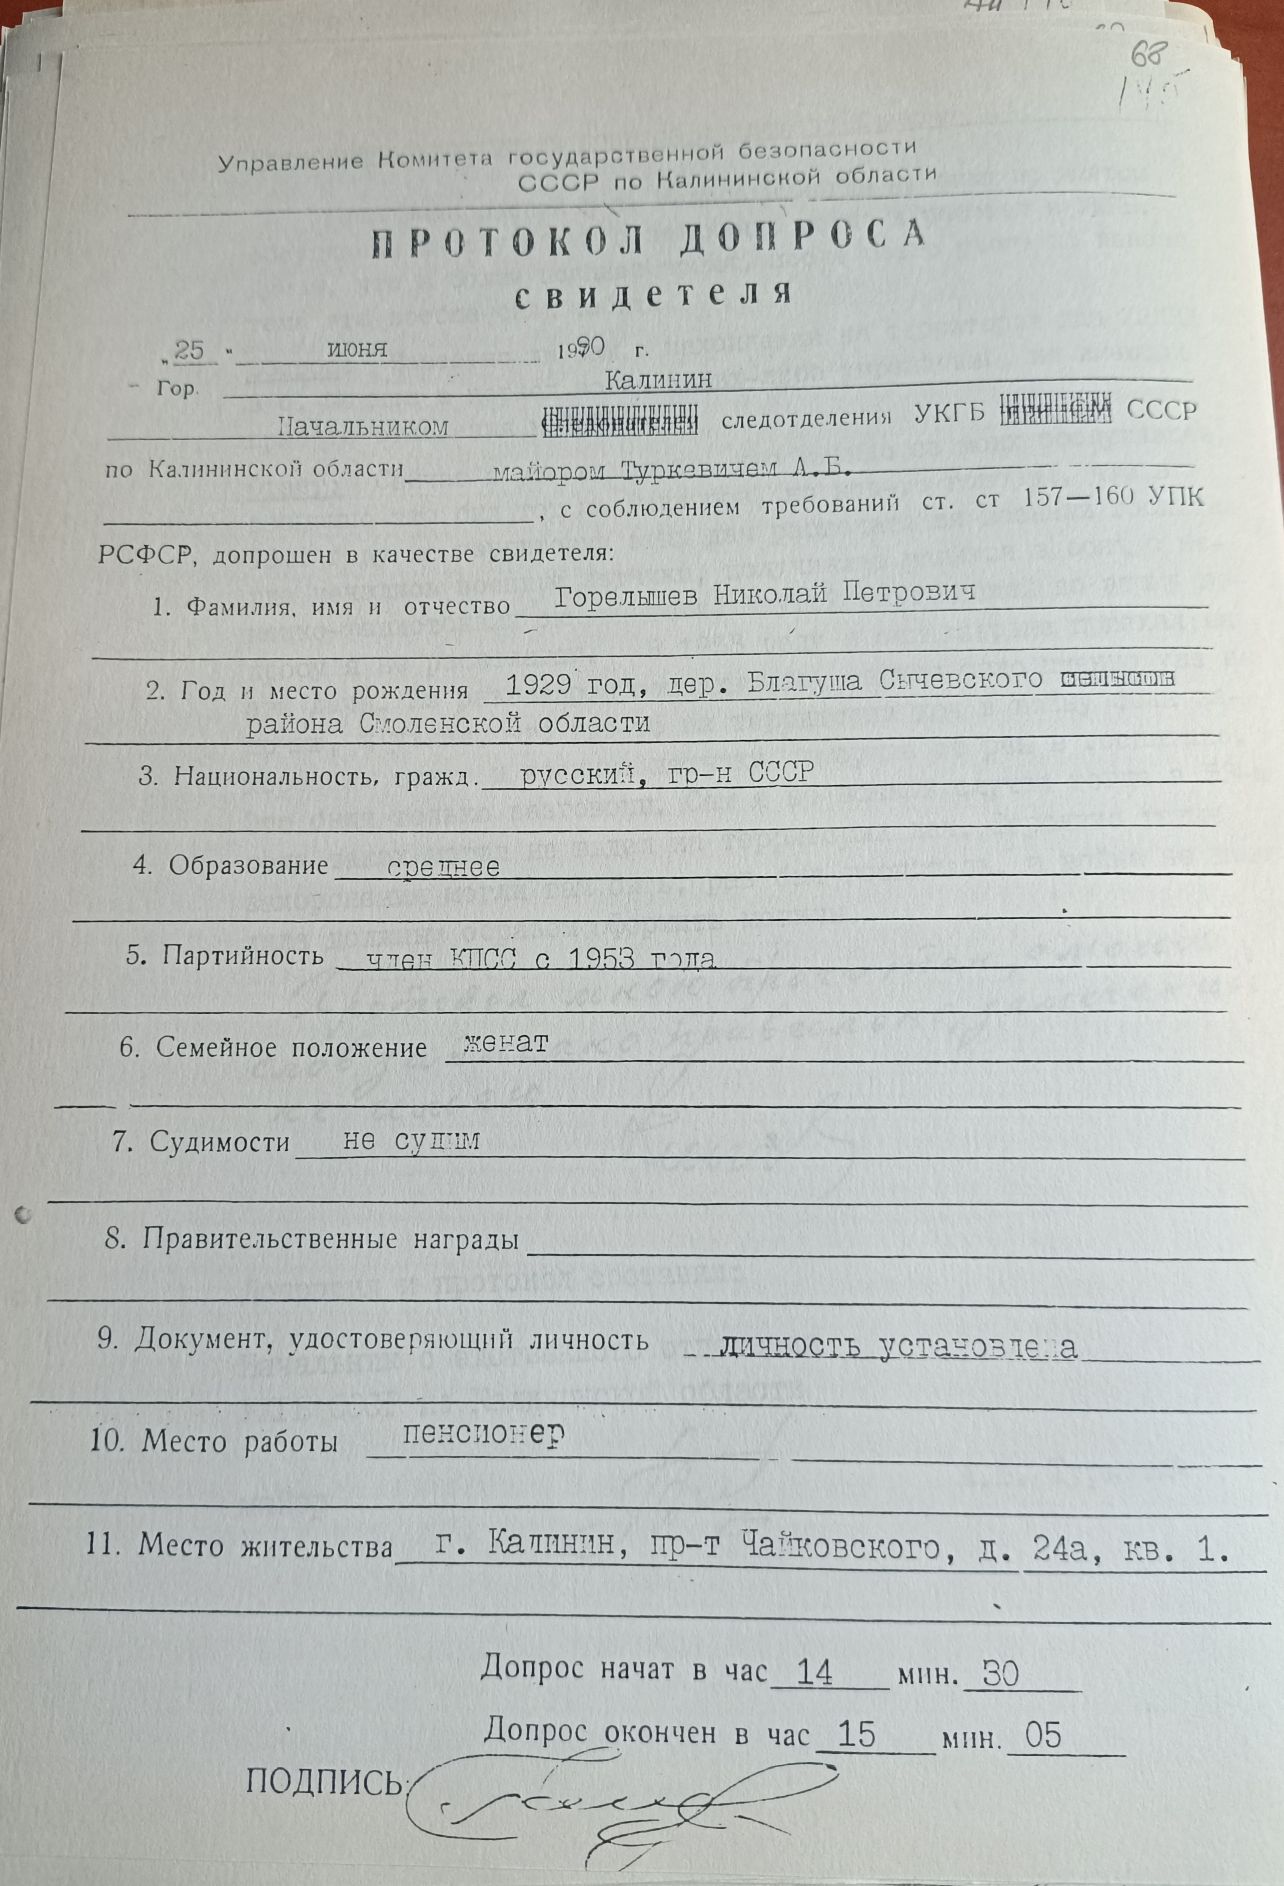 68
145
Управление Комитета государственной безопасности
СССР по Калининской области
ПРОТОКОЛ ДОПРОСА
свидетеля
„ 25 “ июня 1990 г.
Гор. Калинин
Начальником следотделения УКГБ СССР
по Калининской области майором Туркевичем А.Б.
, с соблюдением требований ст. ст 157—160 УПК
РСФСР, допрошен в качестве свидетеля:
1. Фамилия, имя и отчество Горелышев Николай Петрович
2. Год и место рождения 1929 год, дер. Благуша Сычевского
района Смоленской области
3. Национальность, гражд. русский, гр-н СССР
4. Образование среднее
5. Партийность член КПСС с 1953 года
6. Семейное положение женат
7. Судимости не судим
8. Правительственные награды
9. Документ, удостоверяющий личность личность установлена
10. Место работы пенсионер
11. Место жительства г. Калинин, пр-т Чайковского, д. 24а, кв. 1.
Допрос начат в час 14 мин. 30
Допрос окончен в час 15 мин. 05
ПОДПИСЬ: